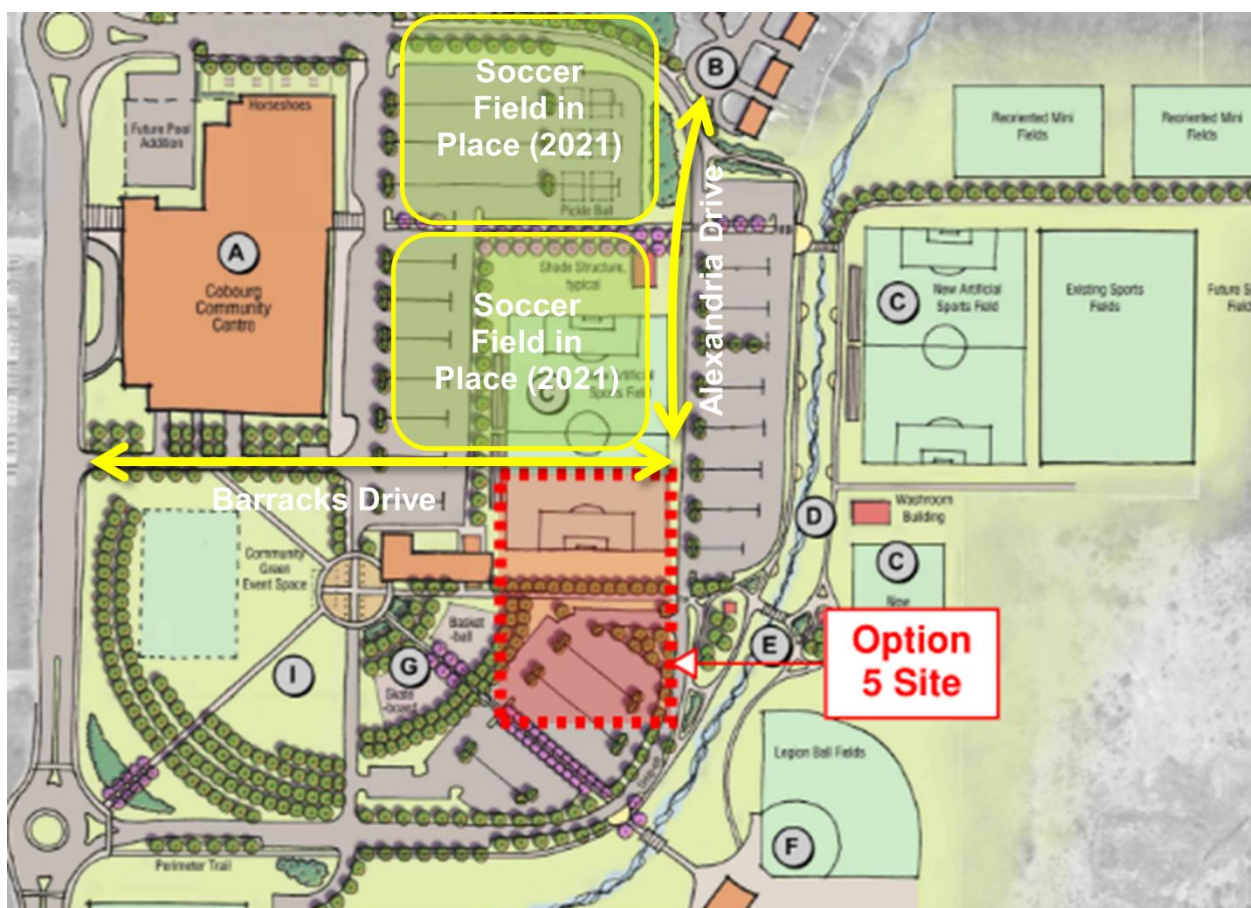 Soccer
Field in
Place (2021)
B
Horseshoes
Future Pool
Addition
Reoriented Mini
Fields
Reoriented Mini
Fields
Pickle Ball
Alexandria Drive
A
Cobourg
Community
Centre
Shade Structure,
typical
Soccer
Field in
Place (2021)
C
Sports Field
C
New Artificial
Sports Field
Existing Sports
Fields
Barracks Drive
Washroom
Building
D
C
New
Community
Green
Event Space
Basket
-ball
G
Skate
-board
I
E
Option
5 Site
Legion Ball Fields
F
Perimeter Trail